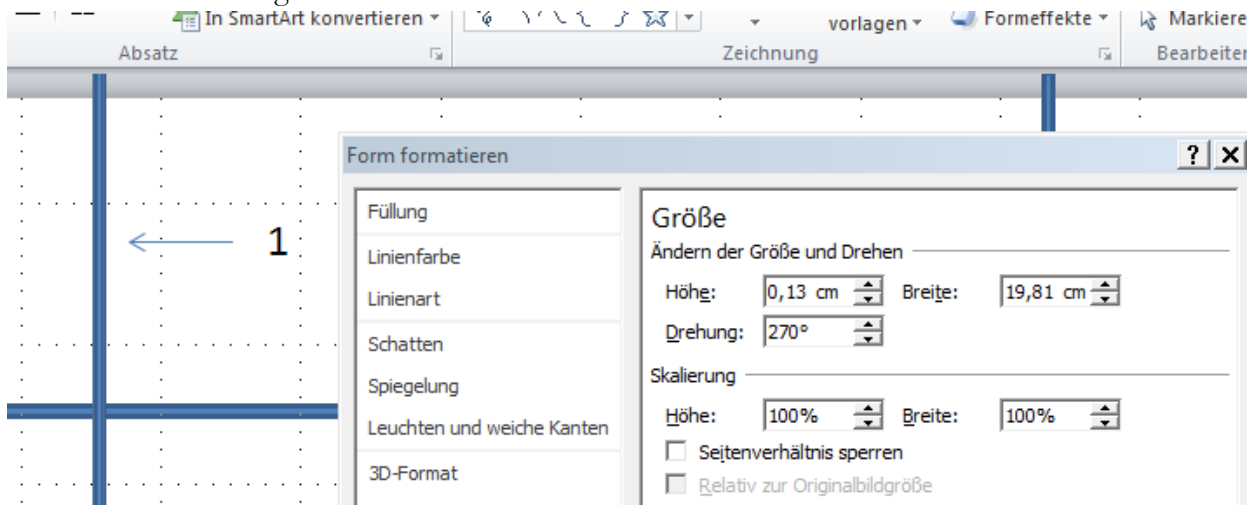 In SmartArt konvertieren
vorlagen
Formeffekte
Markiere
Absatz
Zeichnung
Bearbeiter
Form formatieren
Füllung
Linienfarbe
Linienart
Schatten
Spiegelung
Leuchten und weiche Kanten
3D-Format
1
Größe
Ändern der Größe und Drehen
Höhe: 0,13 cm Breite: 19,81 cm
Drehung: 270°
Skalierung
Höhe: 100% Breite: 100%
Seitenverhältnis sperren
Relativ zur Originalbildgröße